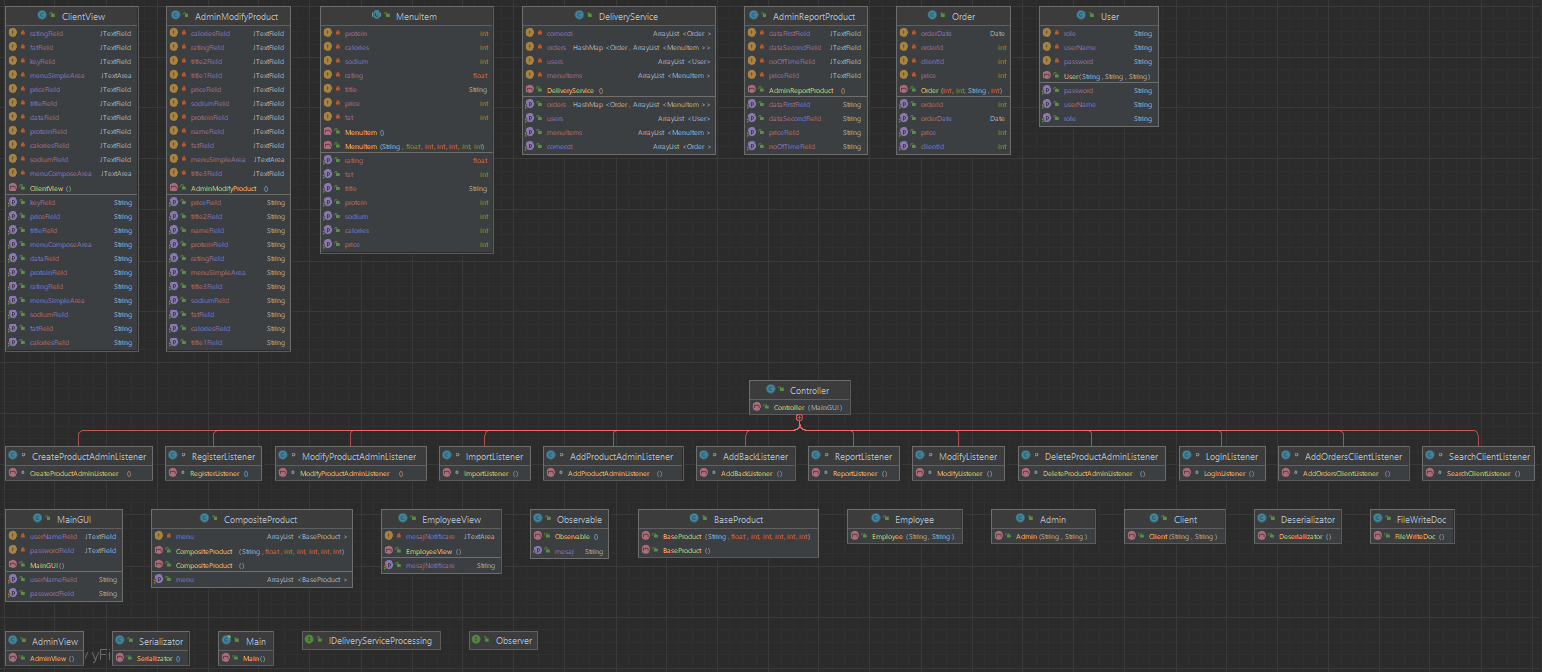 ClientView
ratingField JTextField
fatField JTextField
keyField JTextField
menuSimpleArea JTextArea
priceField JTextField
titleField JTextField
dataField JTextField
proteinField JTextField
caloriesField JTextField
sodiumField JTextField
menuComposeArea JTextArea
ClientView ()
keyField String
priceField String
titleField String
menuComposeArea String
dataField String
proteinField String
ratingField String
menuSimpleArea String
sodiumField String
fatField String
caloriesField String
AdminModifyProduct
caloriesField JTextField
ratingField JTextField
title2Field JTextField
title1Field JTextField
priceField JTextField
sodiumField JTextField
proteinField JTextField
nameField JTextField
fatField JTextField
menuSimpleArea JTextArea
title3Field JTextField
AdminModifyProduct ()
priceField String
title2Field String
nameField String
proteinField String
ratingField String
menuSimpleArea String
title3Field String
sodiumField String
fatField String
caloriesField String
title1Field String
MenuItem
protein int
calories int
sodium int
rating float
title String
price int
fat int
MenuItem ()
MenuItem (String, float, int, int, int, int, int)
rating float
fat int
title String
protein int
sodium int
calories int
price int
DeliveryService
comenzi ArrayList <Order >
orders HashMap <Order, ArrayList <MenuItem >>
users ArrayList <User>
menuItems ArrayList <MenuItem >
DeliveryService ()
orders HashMap <Order, ArrayList <MenuItem >>
users ArrayList <User>
menuItems ArrayList <MenuItem >
comenzi ArrayList <Order >
AdminReportProduct
dataFirstField JTextField
dataSecondField JTextField
noOfTimeField JTextField
priceField JTextField
AdminReportProduct ()
dataFirstField String
dataSecondField String
priceField String
noOfTimeField String
Order
orderDate Date
orderId int
clientId int
price int
Order (int, int, String, int)
orderId int
orderDate Date
price int
clientId int
User
role String
userName String
password String
User(String, String, String)
password String
userName String
role String
Controller
Controller (MainGUI)
CreateProductAdminListener
CreateProductAdminListener ()
RegisterListener
RegisterListener ()
ModifyProductAdminListener
ModifyProductAdminListener ()
ImportListener
ImportListener ()
AddProductAdminListener
AddProductAdminListener ()
AddBackListener
AddBackListener ()
ReportListener
ReportListener ()
ModifyListener
ModifyListener ()
DeleteProductAdminListener
DeleteProductAdminListener ()
LogInListener
LogInListener ()
AddOrdersClientListener
AddOrdersClientListener ()
SearchClientListener
SearchClientListener ()
MainGUI
userNameField JTextField
passwordField JTextField
MainGUI()
userNameField String
passwordField String
CompositeProduct
menu ArrayList <BaseProduct >
CompositeProduct (String, float, int, int, int, int, int)
CompositeProduct ()
menu ArrayList <BaseProduct >
EmployeeView
mesajNotificare JTextArea
EmployeeView ()
mesajNotificare String
Observable
Observable ()
mesaj String
BaseProduct
BaseProduct (String, float, int, int, int, int, int)
BaseProduct ()
Employee
Employee (String, String)
Admin
Admin (String, String)
Client
Client (String, String)
Deserializator
Deserializator ()
FileWriteDoc
FileWriteDoc ()
AdminView
AdminView ()
Serializator
Serializator ()
Main
Main()
IDeliveryServiceProcessing
Observer
yFi